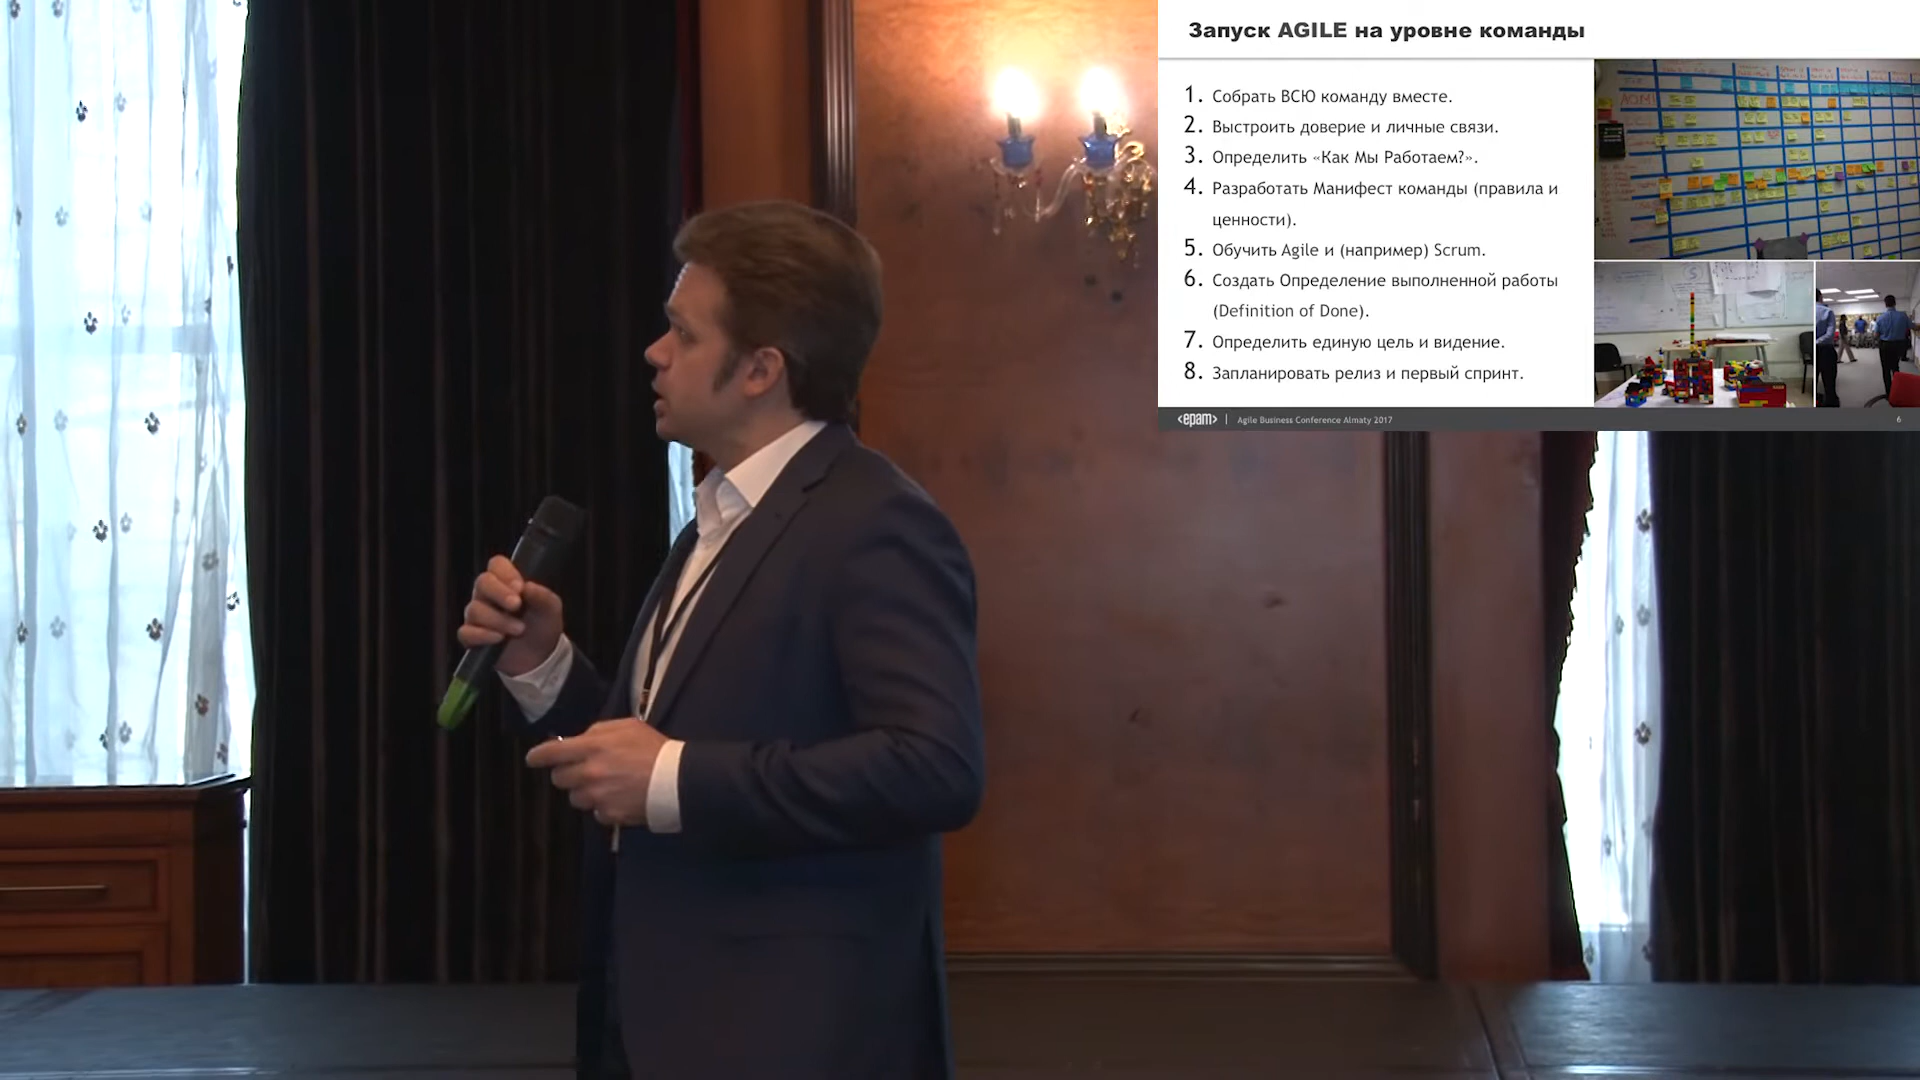 Запуск AGILE на уровне команды
1. Собрать ВСЮ команду вместе.
2. Выстроить доверие и личные связи.
3. Определить «Как Мы Работаем?».
4. Разработать Манифест команды (правила и
ценности).
5. Обучить Agile и (например) Scrum.
6. Создать Определение выполненной работы
(Definition of Done).
7. Определить единую цель и видение.
8. Запланировать релиз и первый спринт.
<epam> | Agile Business Conference Almaty 2017
6